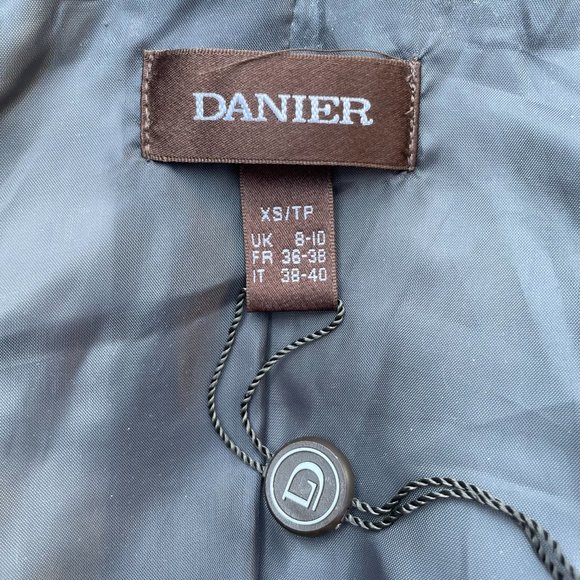 DANIER
XS/TP
UK 8-10
FR 36-38
IT 38-40
D